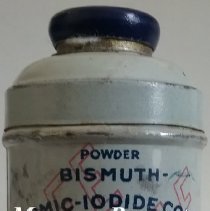 POWDER
BISMUTH-
MIC-IODIDE CO